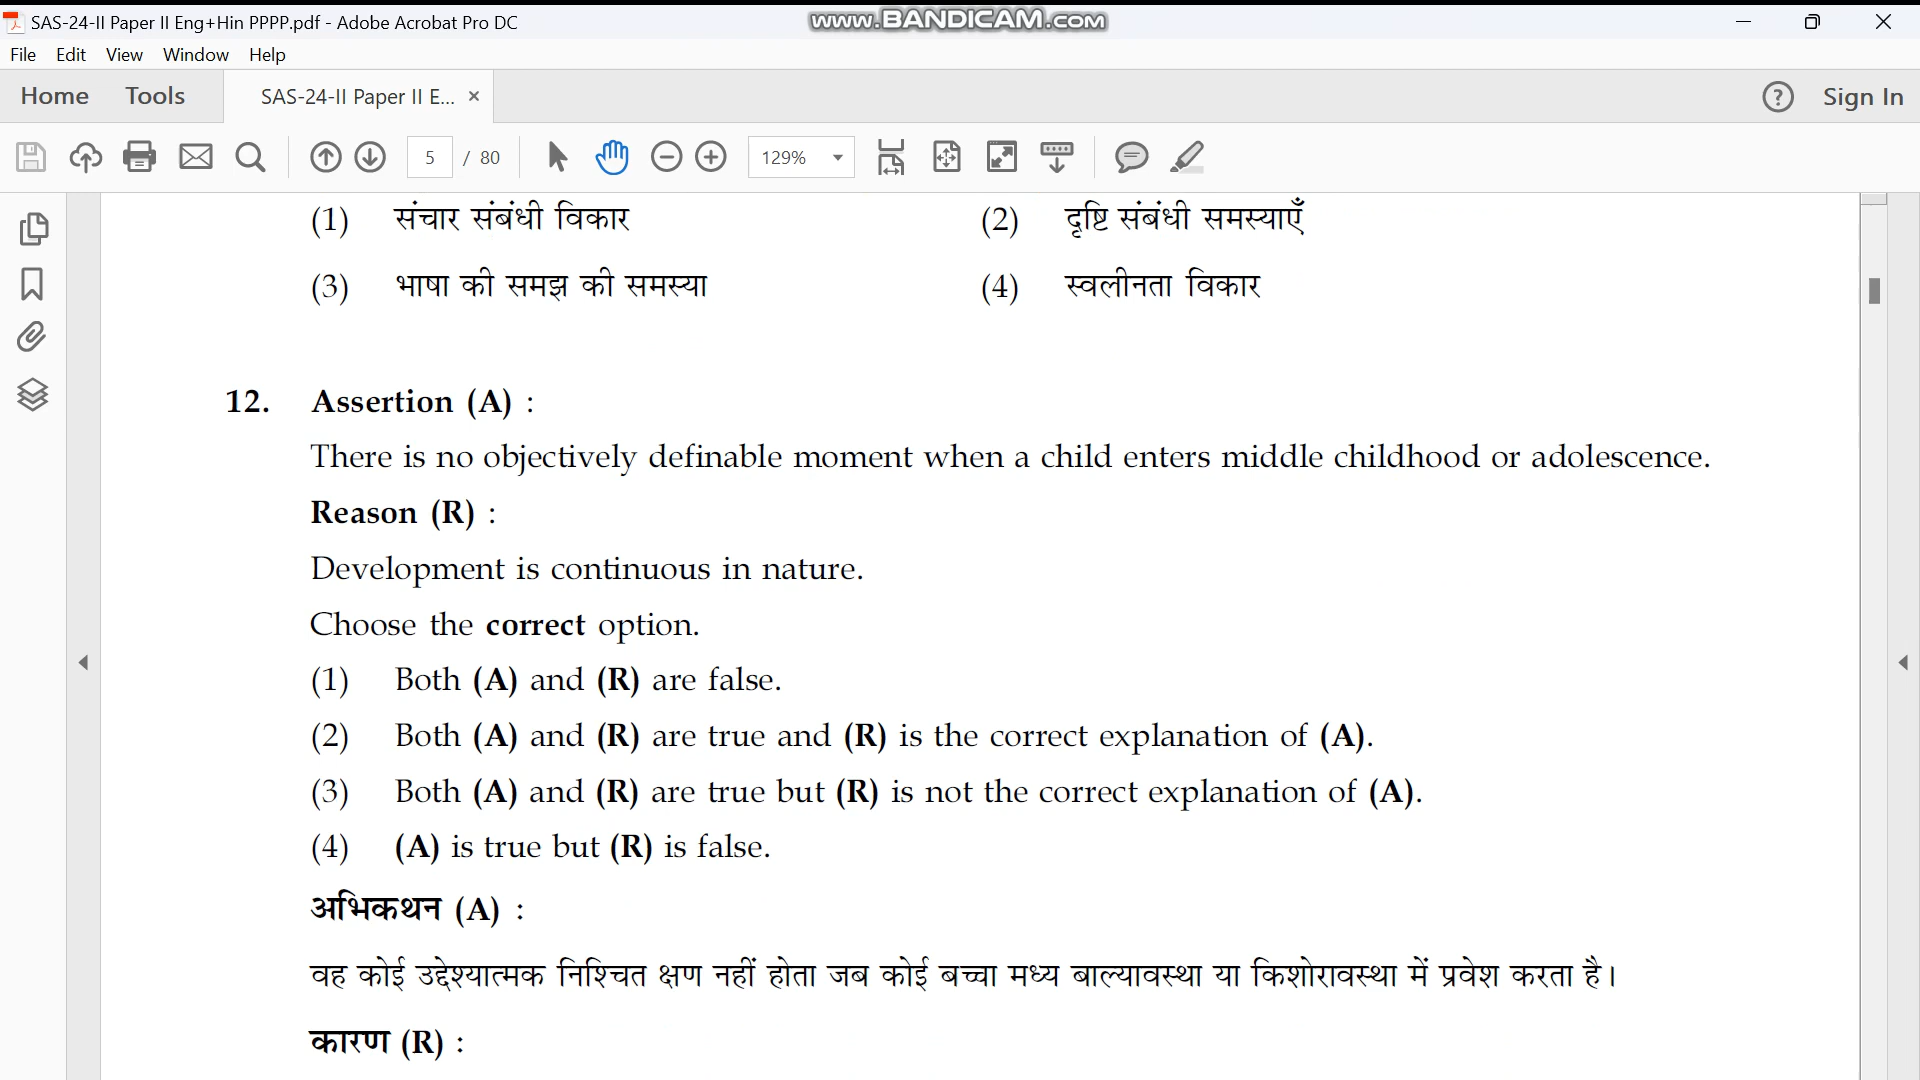 SAS-24-II Paper II Eng+Hin PPPP.pdf - Adobe Acrobat Pro DC
www.BANDICAM.com
File Edit View Window Help
Home Tools SAS-24-II Paper II E... × Sign In
5 / 80 129%
(1) संचार संबंधी विकार (2) दृष्टि संबंधी समस्याएँ
(3) भाषा की समझ की समस्या (4) स्वलीनता विकार
12. Assertion (A) :
There is no objectively definable moment when a child enters middle childhood or adolescence.
Reason (R) :
Development is continuous in nature.
Choose the correct option.
(1) Both (A) and (R) are false.
(2) Both (A) and (R) are true and (R) is the correct explanation of (A).
(3) Both (A) and (R) are true but (R) is not the correct explanation of (A).
(4) (A) is true but (R) is false.
अभिकथन (A) :
वह कोई उद्देश्यात्मक निश्चित क्षण नहीं होता जब कोई बच्चा मध्य बाल्यावस्था या किशोरावस्था में प्रवेश करता है।
कारण (R) :